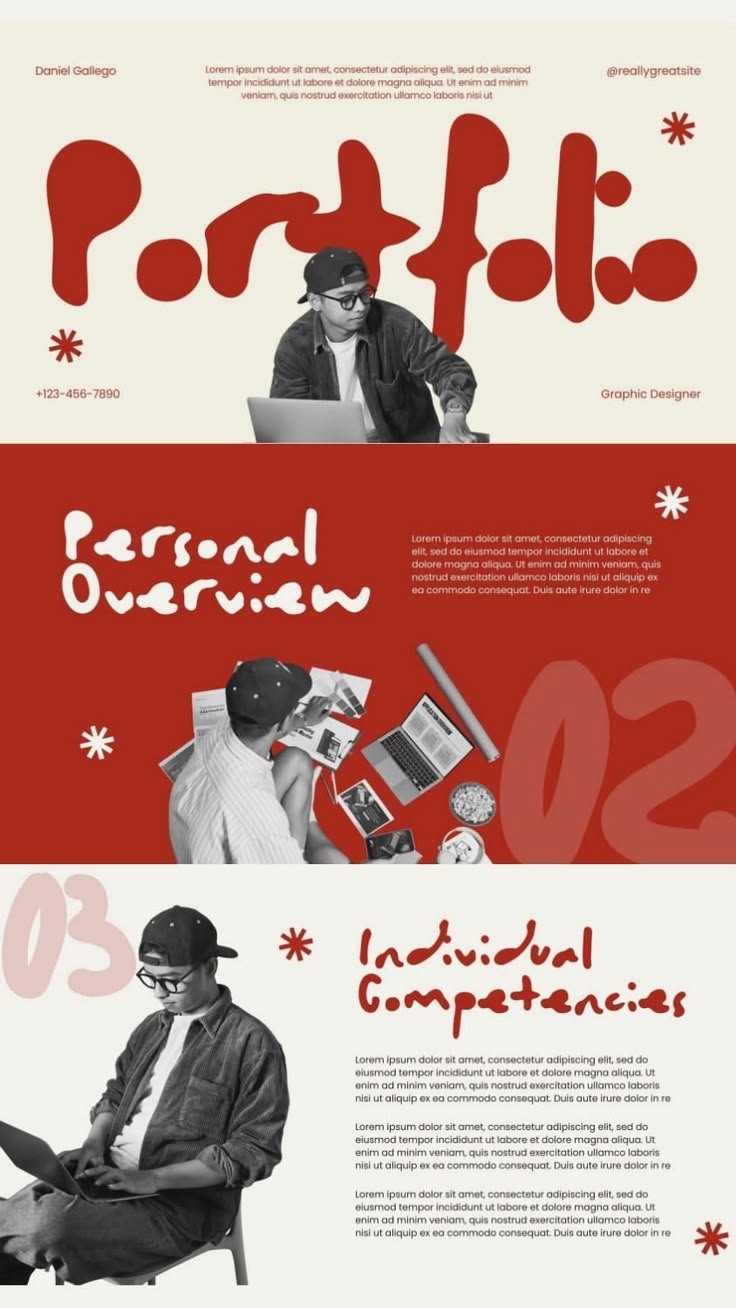 Daniel Gallego
Lorem ipsum dolor sit amet, consectetur adipiscing elit, sed do eiusmod
tempor incididunt ut labore et dolore magna aliqua. Ut enim ad minim
veniam, quis nostrud exercitation ullamco laboris nisi ut
@reallygreatsite
Portfolio
+123-456-7890
Graphic Designer
Personal
Overview
Lorem ipsum dolor sit amet, consectetur adipiscing
elit, sed do eiusmod tempor incididunt ut labore et
dolore magna aliqua. Ut enim ad minim veniam, quis
nostrud exercitation ullamco laboris nisi ut aliquip ex
ea commodo consequat. Duis aute irure dolor in re
02
03
Individual
Competencies
Lorem ipsum dolor sit amet, consectetur adipiscing elit, sed do
eiusmod tempor incididunt ut labore et dolore magna aliqua. Ut
enim ad minim veniam, quis nostrud exercitation ullamco laboris
nisi ut aliquip ex ea commodo consequat. Duis aute irure dolor in re
Lorem ipsum dolor sit amet, consectetur adipiscing elit, sed do
eiusmod tempor incididunt ut labore et dolore magna aliqua. Ut
enim ad minim veniam, quis nostrud exercitation ullamco laboris
nisi ut aliquip ex ea commodo consequat. Duis aute irure dolor in re
Lorem ipsum dolor sit amet, consectetur adipiscing elit, sed do
eiusmod tempor incididunt ut labore et dolore magna aliqua. Ut
enim ad minim veniam, quis nostrud exercitation ullamco laboris
nisi ut aliquip ex ea commodo consequat. Duis aute irure dolor in re